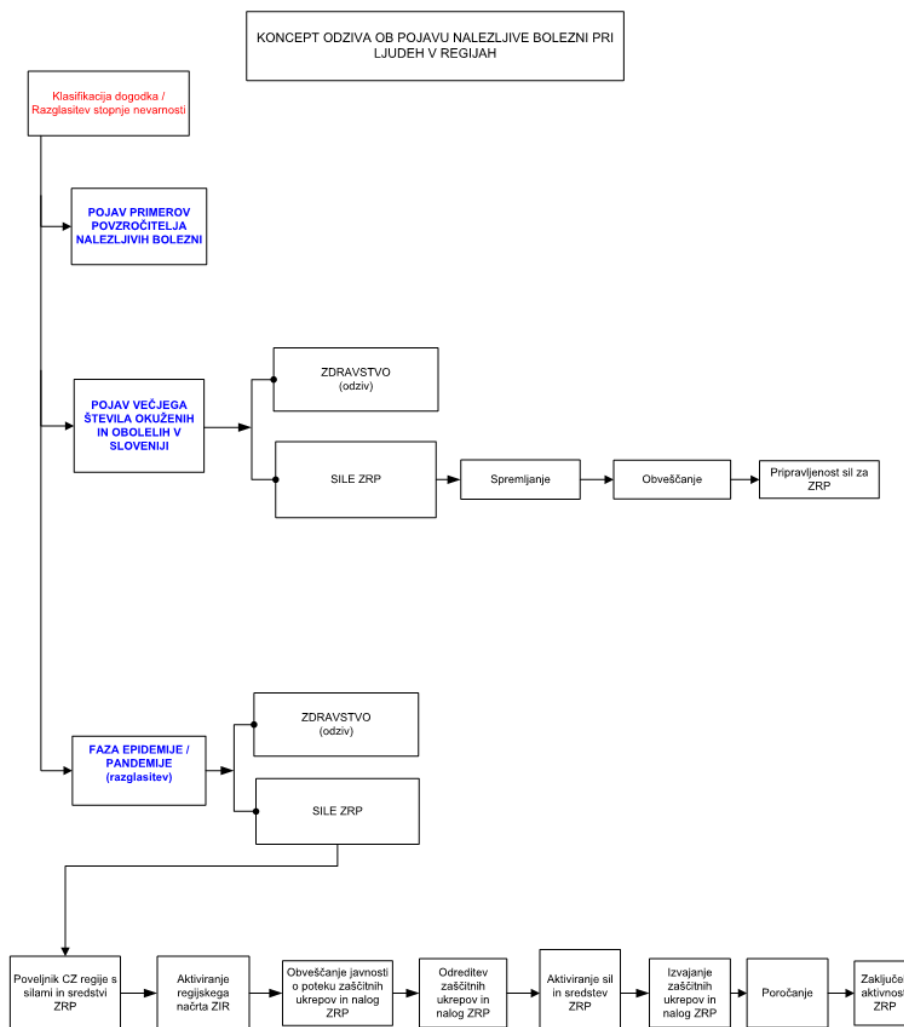 KONCEPT ODZIVA OB POJAVU NALEZLJIVE BOLEZNI PRI
LJUDEH V REGIJAH
Klasifikacija dogodka /
Razglasitev stopnje nevarnosti
POJAV PRIMEROV
POVZROČITELJA
NALEZLJIVIH BOLEZNI
ZDRAVSTVO
(odziv)
POJAV VEČJEGA
ŠTEVILA OKUŽENIH
IN OBOLELIH V
SLOVENIJI
SILE ZRP
Spremljanje
Obveščanje
Pripravljenost sil za
ZRP
ZDRAVSTVO
(odziv)
FAZA EPIDEMIJE /
PANDEMIJE
(razglasitev)
SILE ZRP
Poveljnik CZ regije s
silami in sredstvi
ZRP
Aktiviranje
regijskega
načrta ZIR
Obveščanje javnosti
o poteku zaščitnih
ukrepov in nalog
ZRP
Odreditev
zaščitnih
ukrepov in
nalog ZRP
Aktiviranje sil
in sredstev
ZRP
Izvajanje
zaščitnih
ukrepov in
nalog ZRP
Poročanje
ZRP